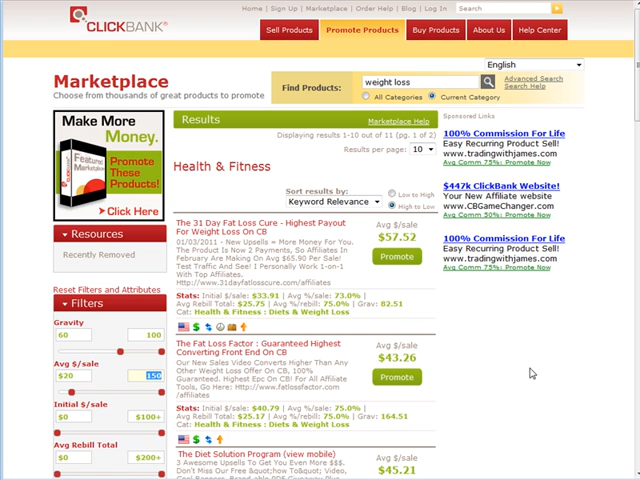 Home | Sign Up | Marketplace | Order Help | Blog | Log In
Search
CLICKBANK®
Sell Products
Promote Products
Buy Products
About Us
Help Center
English
Marketplace
Choose from thousands of great products to promote
Find Products:
weight loss
All Categories
Current Category
Advanced Search
Search Help
Make More
Money.
Featured
Promote
These
Products!
Click Here
Resources
Recently Removed
Reset Filters and Attributes
Filters
Gravity
60
100
Avg $/sale
$20
150
Initial $/sale
$0
$100+
Avg Rebill Total
$0
$200+
Results
Marketplace Help
Displaying results 1-10 out of 11 (pg. 1 of 2)
Results per page:
10
Health & Fitness
Sort results by:
Keyword Relevance
Low to High
High to Low
The 31 Day Fat Loss Cure - Highest Payout
For Weight Loss On CB
01/03/2011 - New Upsells = More Money For You.
The Product Is Now 2 Payments, So Affiliates In
February Are Making On Avg $65.90 Per Sale!
Test Traffic And See! I Personally Work 1-on-1
With Top Affiliates.
Http://www.31dayfatlosscure.com/affiliates
Avg $/sale
$57.52
Promote
Stats: Initial $/sale: $33.91 | Avg %/sale: 73.0% |
Avg Rebill Total: $25.75 | Avg %/rebill: 75.0% | Grav: 82.51
Cat: Health & Fitness : Diets & Weight Loss
The Fat Loss Factor : Guaranteed Highest
Converting Front End On CB
Our New Sales Video Converts Higher Than Any
Other Weight Loss Offer On CB, 100%
Guaranteed. Highest Epc On CB! For All Affiliate
Tools, Go Here: Http://www.fatlossfactor.com
/affiliates
Avg $/sale
$43.26
Promote
Stats: Initial $/sale: $40.79 | Avg %/sale: 75.0% |
Avg Rebill Total: $25.17 | Avg %/rebill: 75.0% | Grav: 164.51
Cat: Health & Fitness : Diets & Weight Loss
The Diet Solution Program (view mobile)
3 Awesome Upsells To Get You Even More $$$.
Don't Miss Our Free &quot;how To&quot; Video,
Avg $/sale
$45.21
Sponsored Links
100% Commission For Life
Easy Recurring Product Sell!
www.tradingwithjames.com
Avg Comm 75%: Promote Now
$447k ClickBank Website!
Your New Affiliate website
www.CBGameChanger.com
Avg Comm 50%: Promote Now
100% Commission For Life
Easy Recurring Product Sell!
www.tradingwithjames.com
Avg Comm 75%: Promote Now